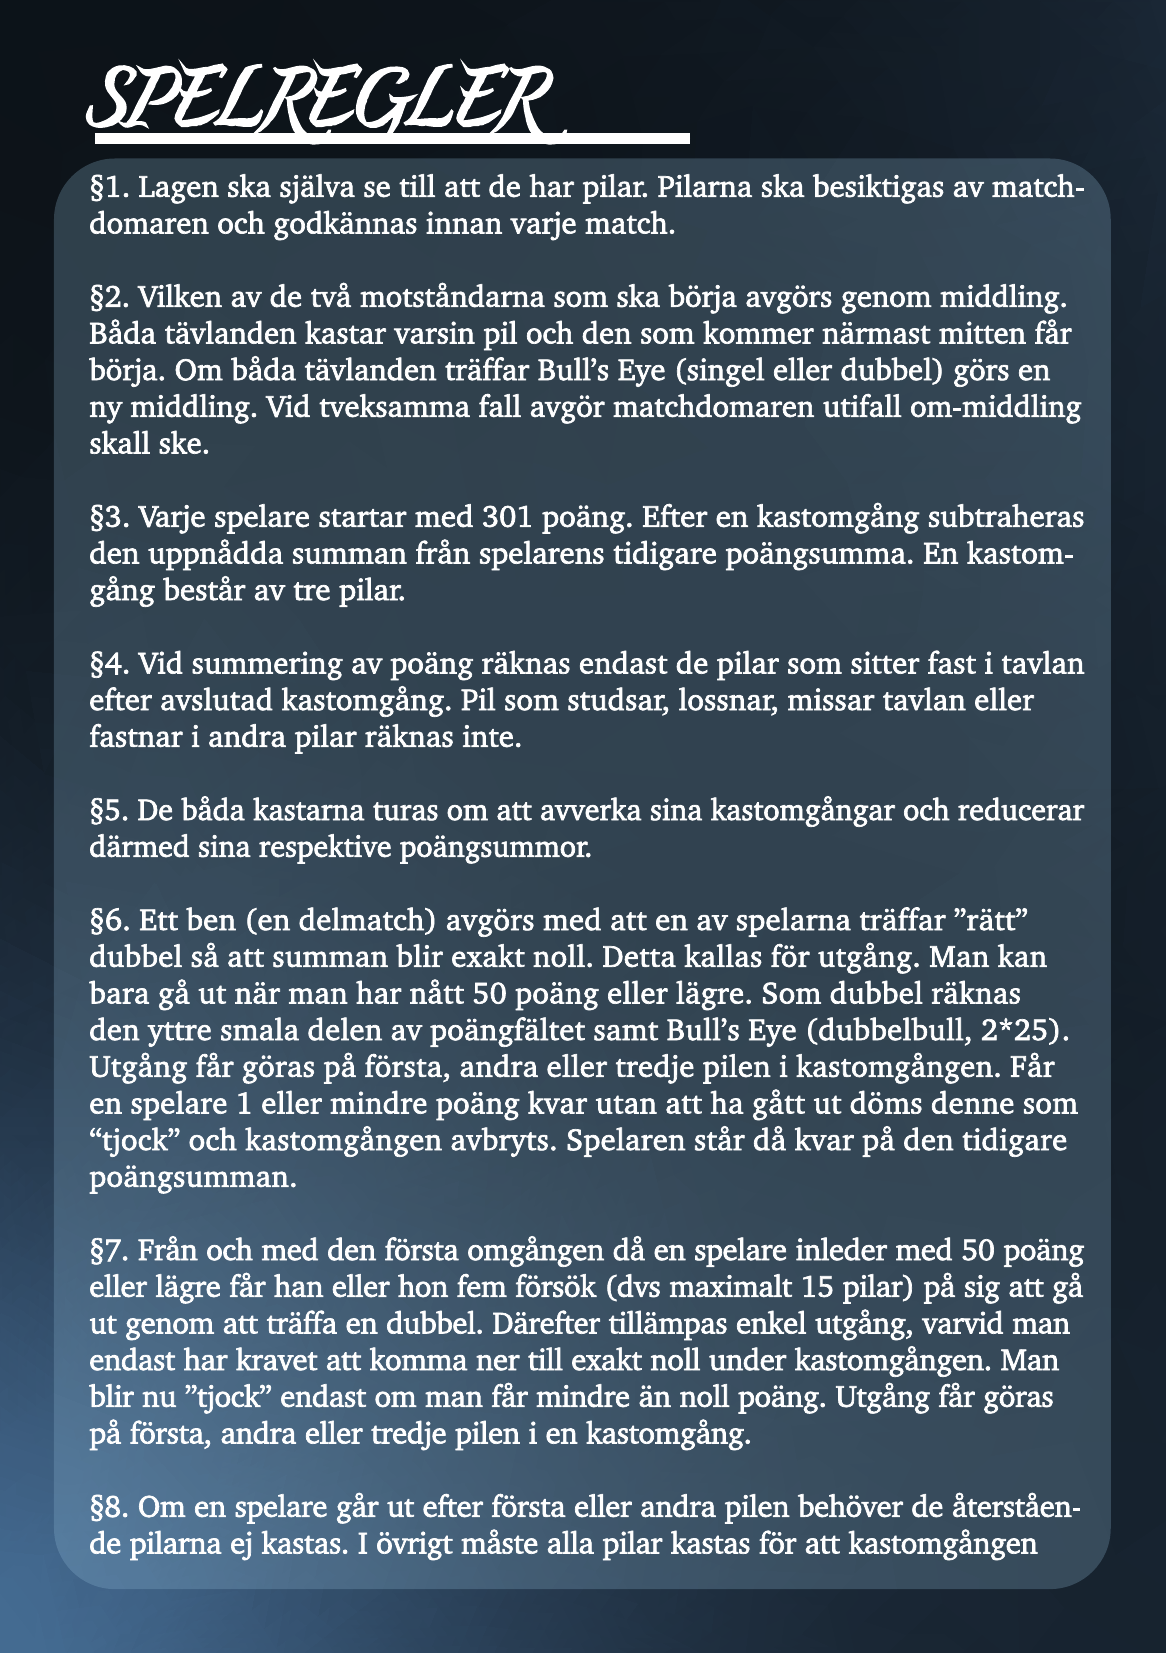 SPELREGLER
§1. Lagen ska själva se till att de har pilar. Pilarna ska besiktigas av match-
domaren och godkännas innan varje match.
§2. Vilken av de två motståndarna som ska börja avgörs genom middling.
Båda tävlanden kastar varsin pil och den som kommer närmast mitten får
börja. Om båda tävlanden träffar Bull’s Eye (singel eller dubbel) görs en
ny middling. Vid tveksamma fall avgör matchdomaren utifall om-middling
skall ske.
§3. Varje spelare startar med 301 poäng. Efter en kastomgång subtraheras
den uppnådda summan från spelarens tidigare poängsumma. En kastom-
gång består av tre pilar.
§4. Vid summering av poäng räknas endast de pilar som sitter fast i tavlan
efter avslutad kastomgång. Pil som studsar, lossnar, missar tavlan eller
fastnar i andra pilar räknas inte.
§5. De båda kastarna turas om att avverka sina kastomgångar och reducerar
därmed sina respektive poängsummor.
§6. Ett ben (en delmatch) avgörs med att en av spelarna träffar ”rätt”
dubbel så att summan blir exakt noll. Detta kallas för utgång. Man kan
bara gå ut när man har nått 50 poäng eller lägre. Som dubbel räknas
den yttre smala delen av poängfältet samt Bull’s Eye (dubbelbull, 2*25).
Utgång får göras på första, andra eller tredje pilen i kastomgången. Får
en spelare 1 eller mindre poäng kvar utan att ha gått ut döms denne som
“tjock” och kastomgången avbryts. Spelaren står då kvar på den tidigare
poängsumman.
§7. Från och med den första omgången då en spelare inleder med 50 poäng
eller lägre får han eller hon fem försök (dvs maximalt 15 pilar) på sig att gå
ut genom att träffa en dubbel. Därefter tillämpas enkel utgång, varvid man
endast har kravet att komma ner till exakt noll under kastomgången. Man
blir nu ”tjock” endast om man får mindre än noll poäng. Utgång får göras
på första, andra eller tredje pilen i en kastomgång.
§8. Om en spelare går ut efter första eller andra pilen behöver de återståen-
de pilarna ej kastas. I övrigt måste alla pilar kastas för att kastomgången